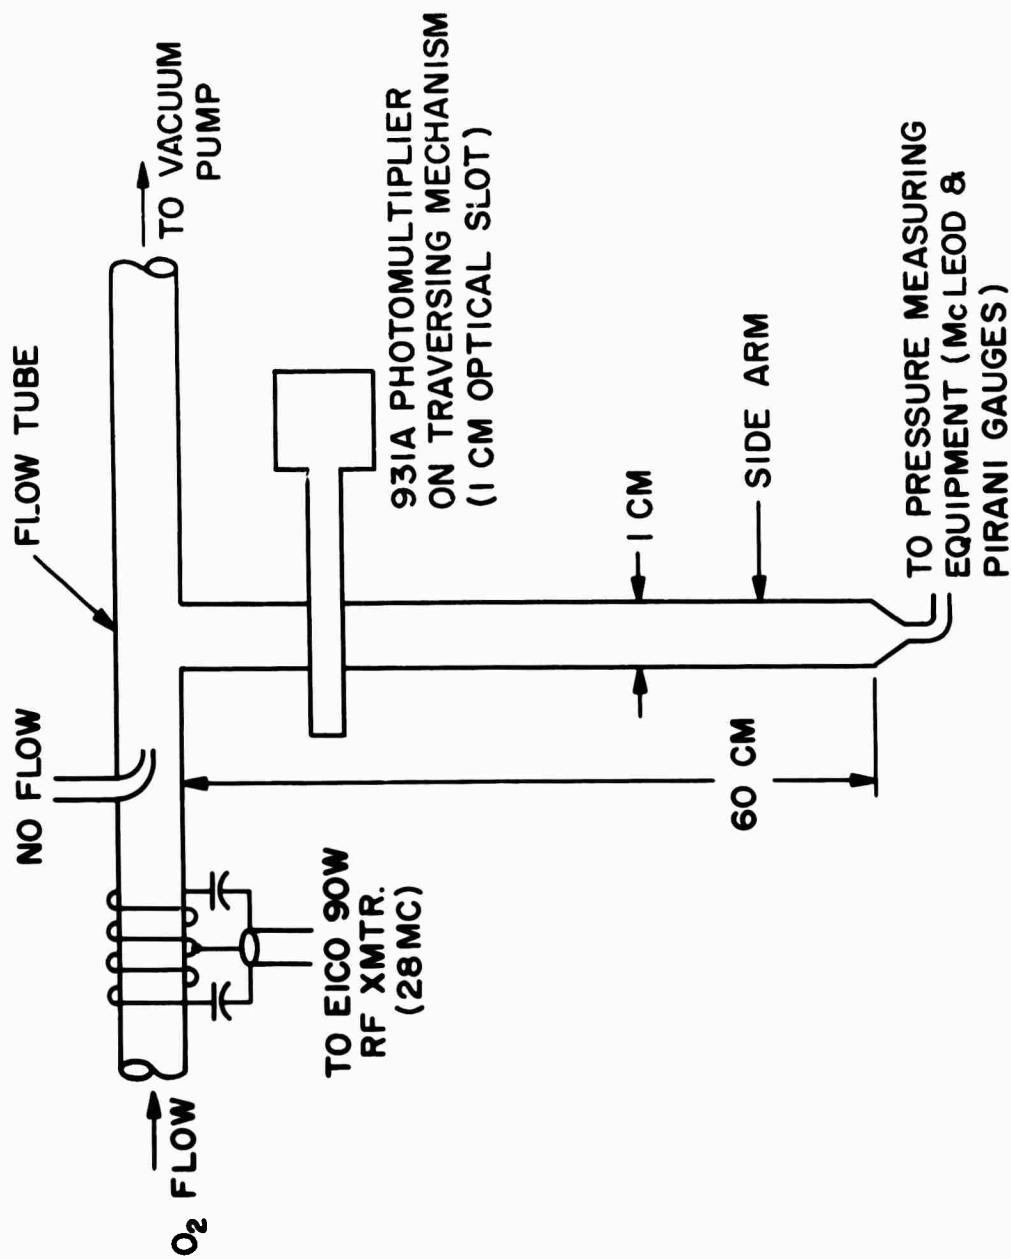 FLOW TUBE
NO FLOW
TO VACUUM
PUMP
O₂ FLOW
TO EICO 90W
RF XMTR.
(28MC)
931A PHOTOMULTIPLIER
ON TRAVERSING MECHANISM
(1 CM OPTICAL SLOT)
1 CM
60 CM
SIDE ARM
TO PRESSURE MEASURING
EQUIPMENT (McLEOD &
PIRANI GAUGES)